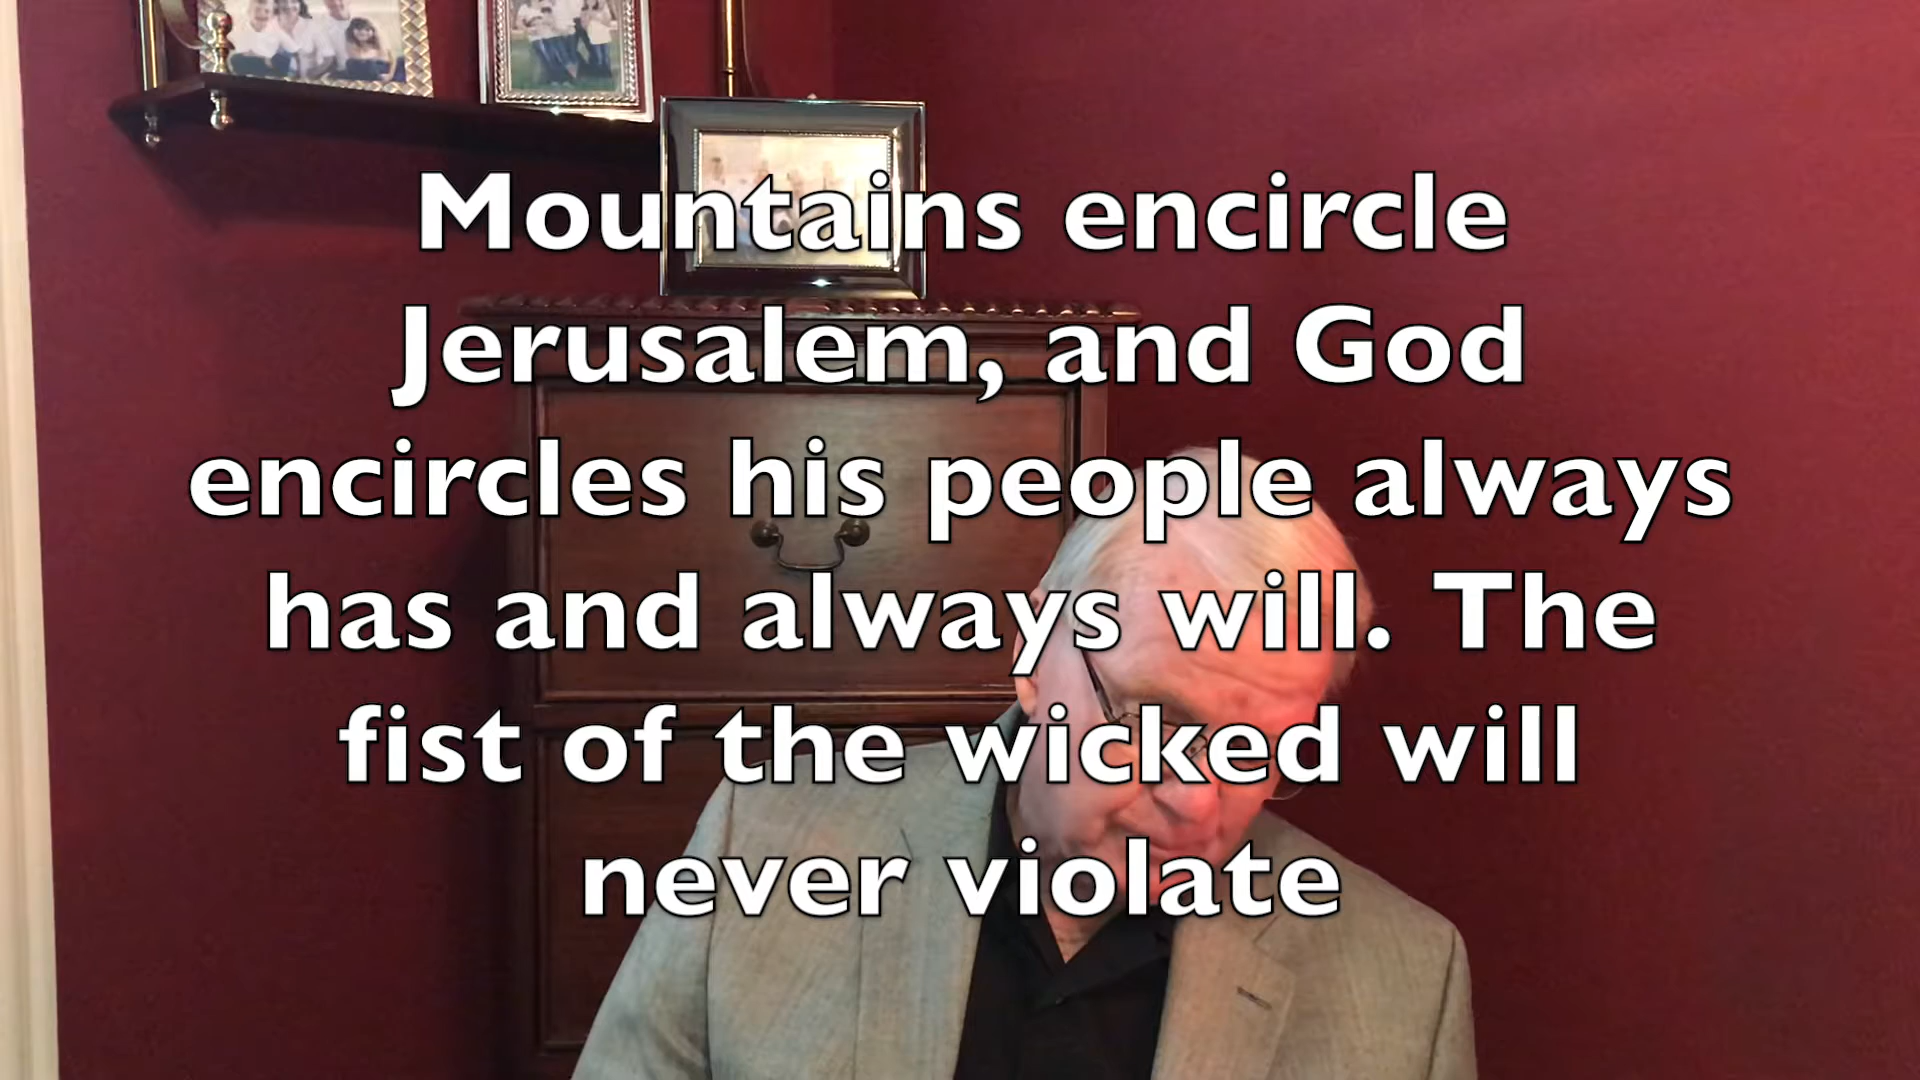 Mountains encircle
Jerusalem, and God
encircles his people always
has and always will. The
fist of the wicked will
never violate